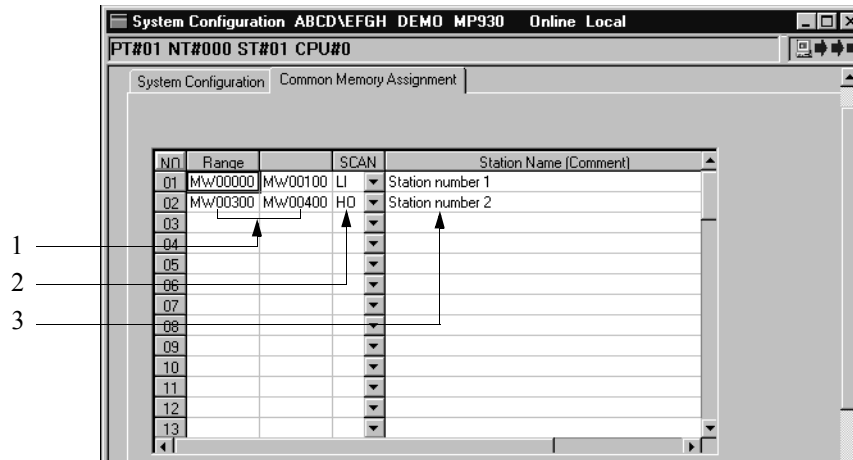 System Configuration ABCD\EFGH DEMO MP930 Online Local
PT#01 NT#000 ST#01 CPU#0
System Configuration Common Memory Assignment
NO Range SCAN Station Name (Comment)
01 MW00000 MW00100 LI Station number 1
02 MW00300 MW00400 HO Station number 2
03
1
04
05
2
06
07
3
08
09
10
11
12
13